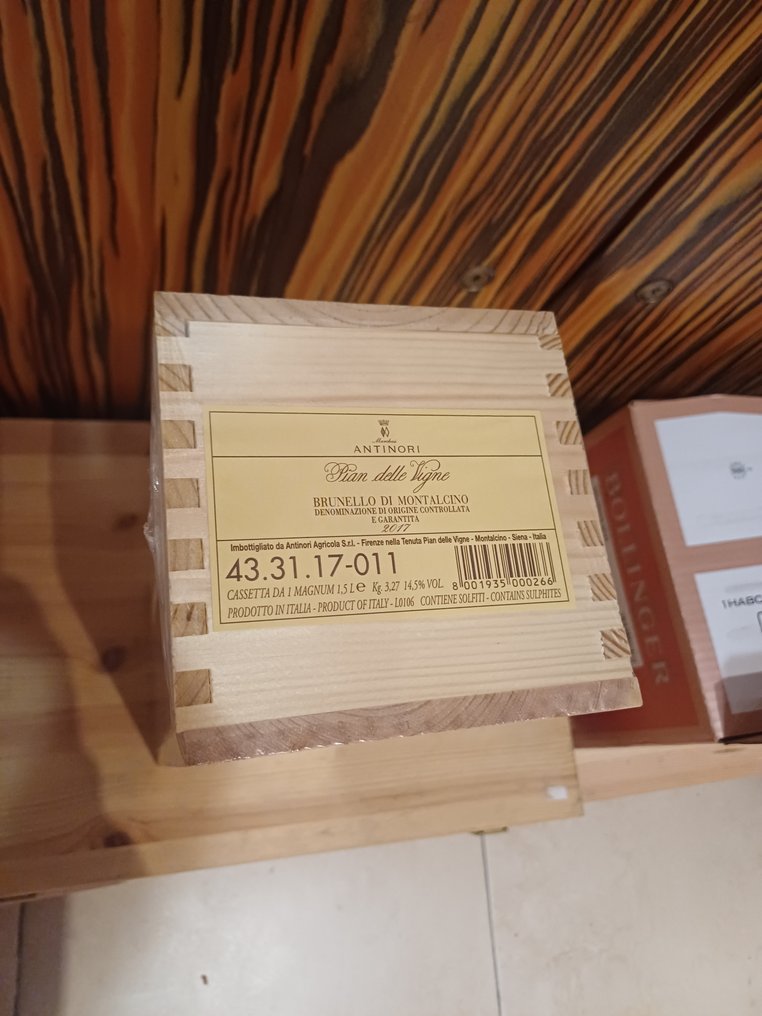 Marchesi
ANTINORI
Pian delle Vigne
BRUNELLO DI MONTALCINO
DENOMINAZIONE DI ORIGINE CONTROLLATA
E GARANTITA
2017
Imbottigliato da Antinori Agricola S.r.l. - Firenze nella Tenuta Pian delle Vigne - Montalcino - Siena - Italia
43.31.17-011
CASSETTA DA 1 MAGNUM 1,5 L e Kg. 3,27 14,5% VOL.
8 001935 000266
PRODOTTO IN ITALIA - PRODUCT OF ITALY - L0106 CONTIENE SOLFITI - CONTAINS SULPHITES
BOLLINGER